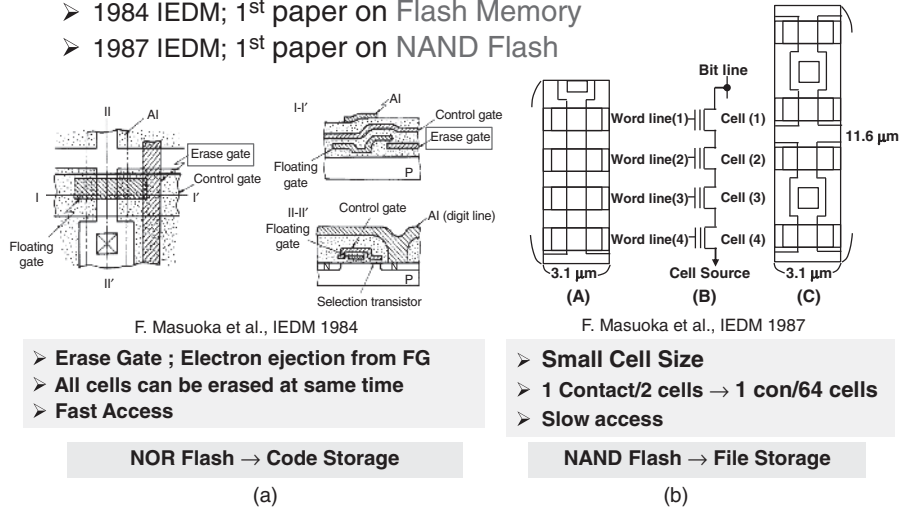 ➢ 1984 IEDM; 1st paper on Flash Memory
➢ 1987 IEDM; 1st paper on NAND Flash
II
Al
Erase gate
Control gate
I
I′
Floating gate
II′
I-I′
Al
Control gate
Erase gate
Floating gate
P
II-II′
Control gate
Floating gate
Al (digit line)
N
N
P
Selection transistor
F. Masuoka et al., IEDM 1984
➢ Erase Gate ; Electron ejection from FG
➢ All cells can be erased at same time
➢ Fast Access
NOR Flash → Code Storage
(a)
Bit line
Word line(1)
Cell (1)
Word line(2)
Cell (2)
Word line(3)
Cell (3)
Word line(4)
Cell (4)
Cell Source
11.6 μm
3.1 μm
3.1 μm
(A)
(B)
(C)
F. Masuoka et al., IEDM 1987
➢ Small Cell Size
➢ 1 Contact/2 cells → 1 con/64 cells
➢ Slow access
NAND Flash → File Storage
(b)